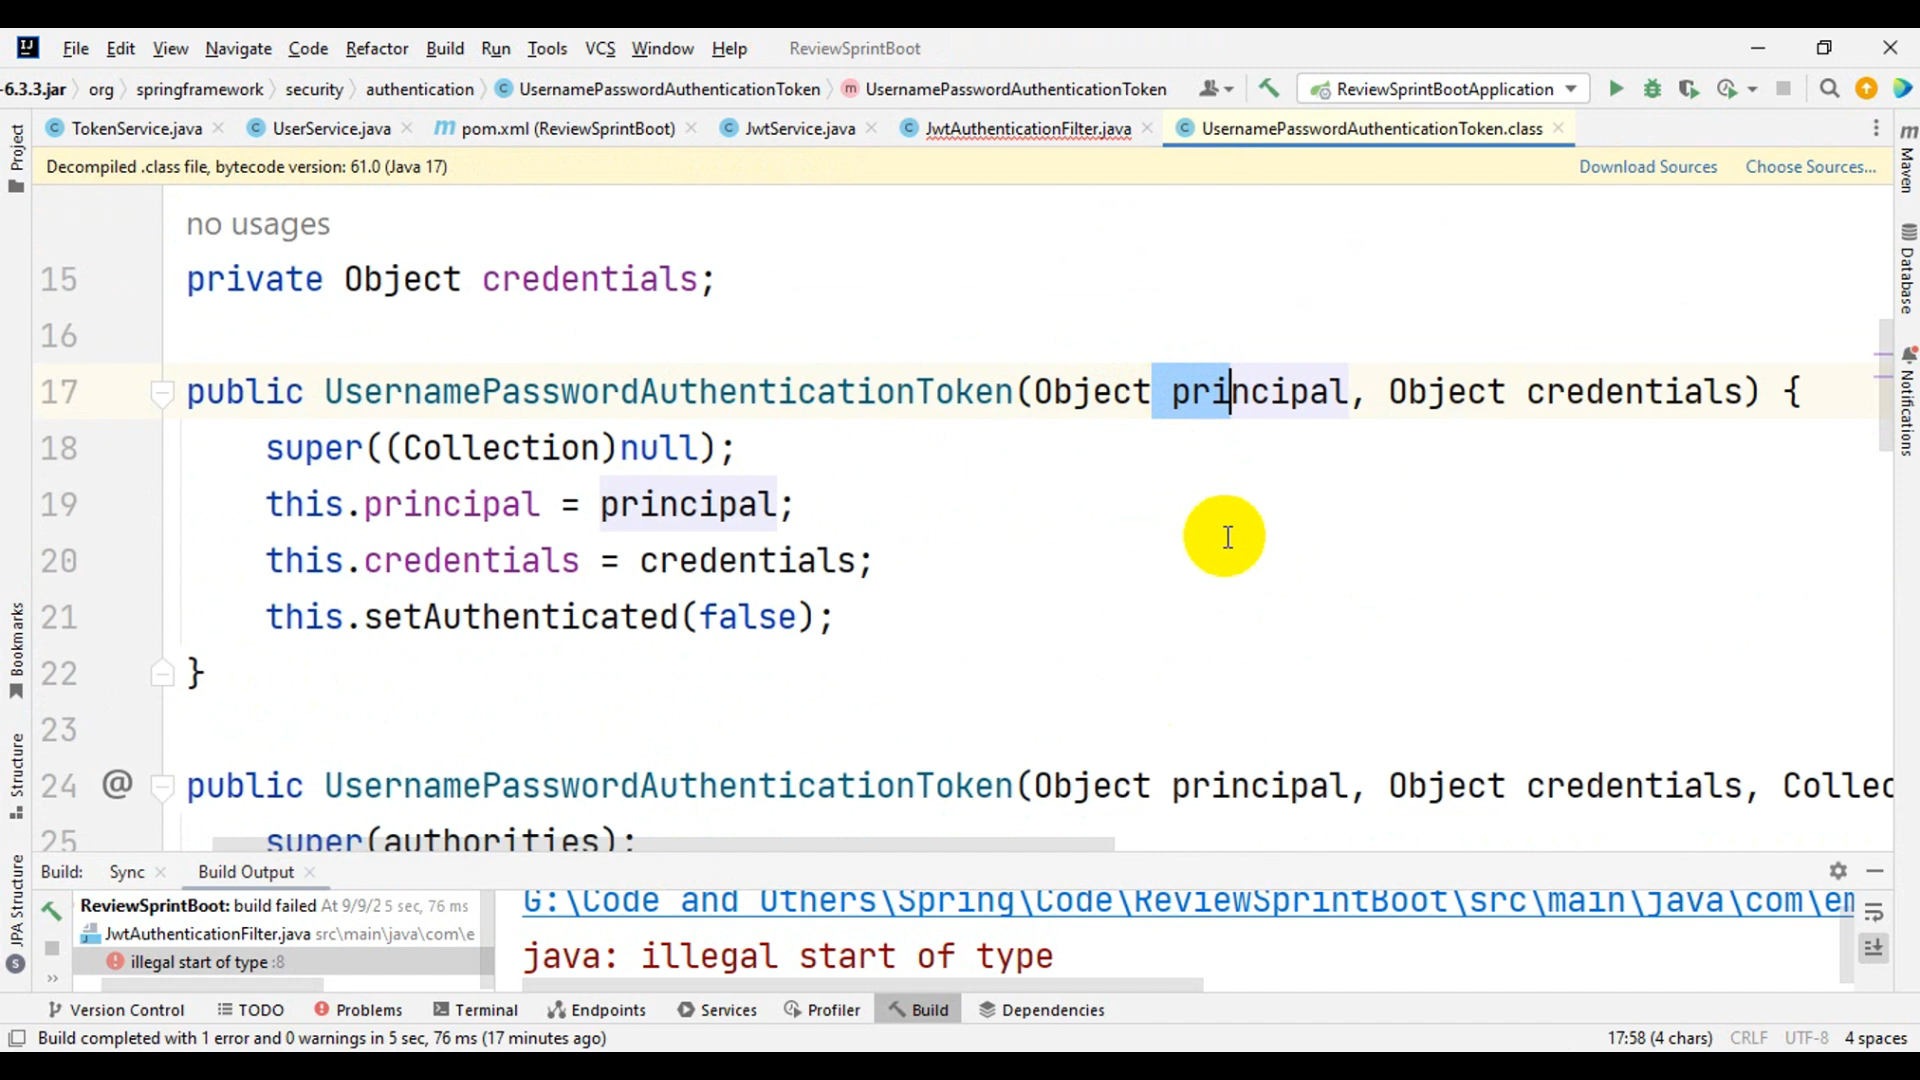 File Edit View Navigate Code Refactor Build Run Tools VCS Window Help ReviewSprintBoot
-6.3.3.jar org springframework security authentication UsernamePasswordAuthenticationToken UsernamePasswordAuthenticationToken ReviewSprintBootApplication
TokenService.java UserService.java pom.xml (ReviewSprintBoot) JwtService.java JwtAuthenticationFilter.java UsernamePasswordAuthenticationToken.class
Decompiled .class file, bytecode version: 61.0 (Java 17) Download Sources Choose Sources...
Project
Bookmarks
Structure
JPA Structure
Maven
Database
Notifications
no usages
15 private Object credentials;
16
17 public UsernamePasswordAuthenticationToken(Object principal, Object credentials) {
18 super((Collection)null);
19 this.principal = principal;
20 this.credentials = credentials;
21 this.setAuthenticated(false);
22 }
23
24 @ public UsernamePasswordAuthenticationToken(Object principal, Object credentials, Collec
25 super(authorities);
Build: Sync Build Output
ReviewSprintBoot: build failed At 9/9/2 5 sec, 76 ms
JwtAuthenticationFilter.java src\main\java\com\e
illegal start of type :8
G:\Code and Others\Spring\Code\ReviewSprintBoot\src\main\java\com\em
java: illegal start of type
Version Control TODO Problems Terminal Endpoints Services Profiler Build Dependencies
Build completed with 1 error and 0 warnings in 5 sec, 76 ms (17 minutes ago) 17:58 (4 chars) CRLF UTF-8 4 spaces